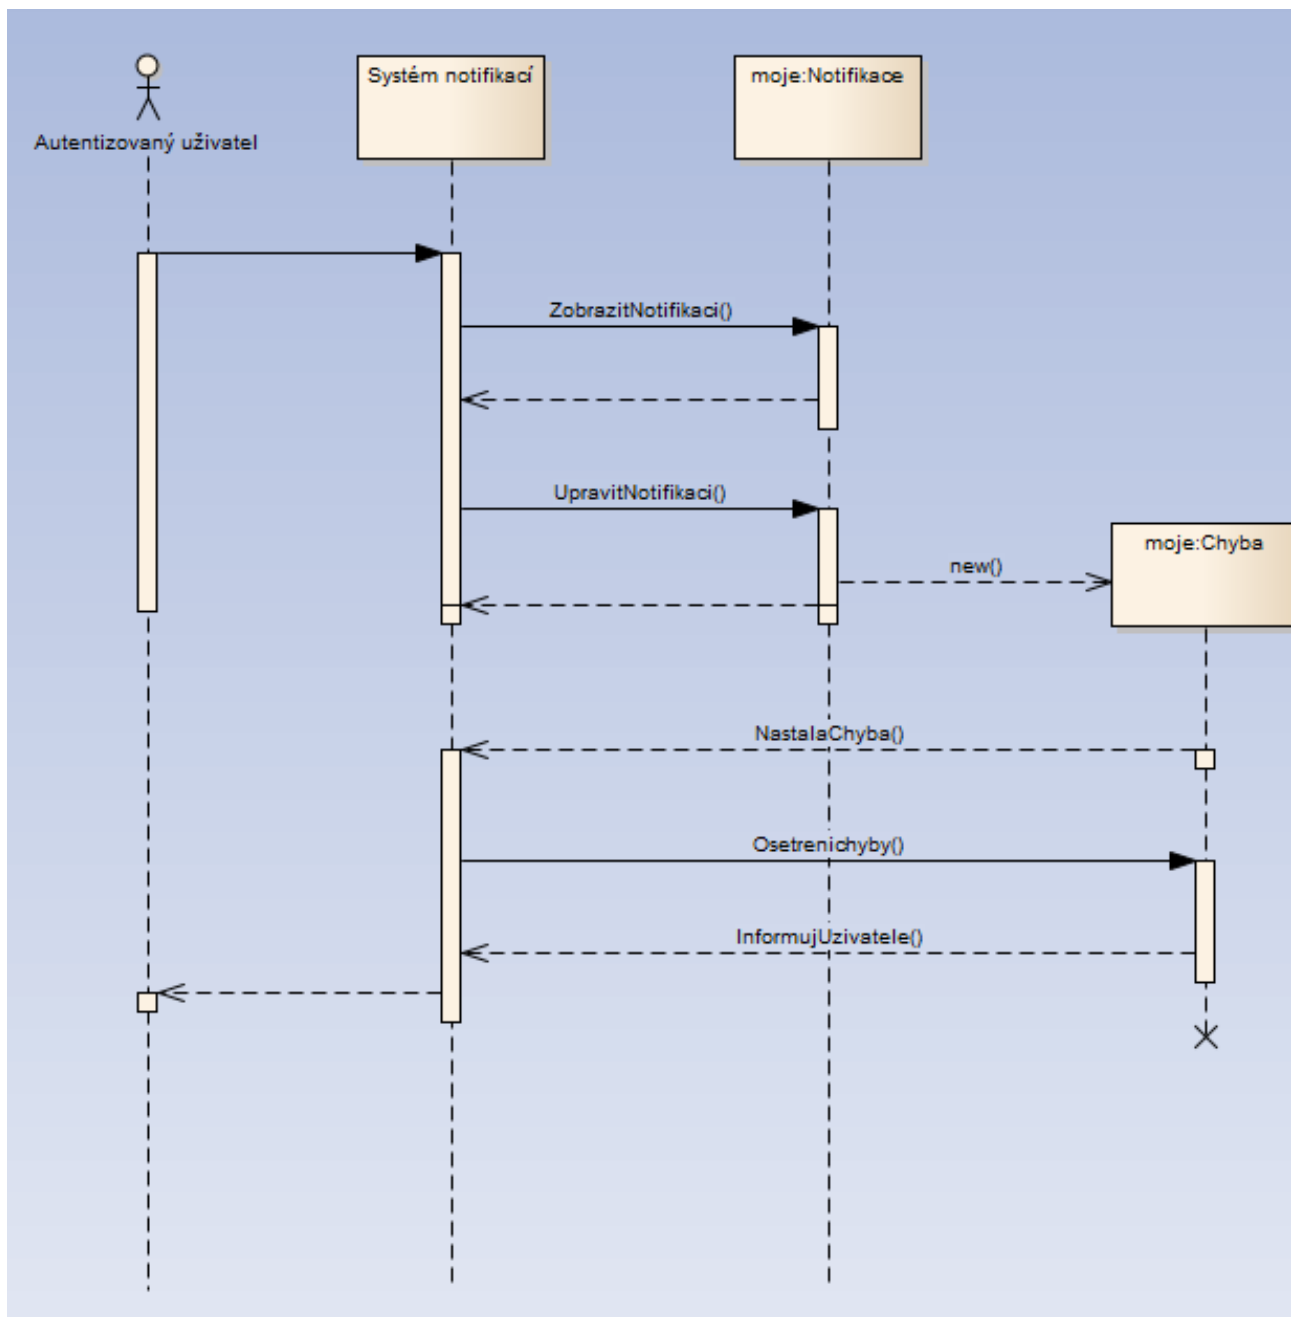 Systém notifikací
moje:Notifikace
Autentizovaný uživatel
ZobrazitNotifikaci()
UpravitNotifikaci()
moje:Chyba
new()
NastalaChyba()
Osetrenichyby()
InformujUzivatele()